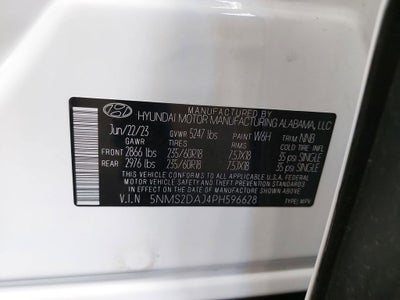 MANUFACTURED BY
HYUNDAI MOTOR MANUFACTURING ALABAMA, LLC
Jun/22/23 GVWR 5247 lbs PAINT W6H TRIM NNB
GAWR TIRES RIMS COLD TIRE INFL.
FRONT 2866 lbs 235/60R18 7.5JX18 35 psi SINGLE
REAR 2976 lbs 235/60R18 7.5JX18 35 psi SINGLE
THIS VEHICLE CONFORMS TO ALL APPLICABLE U.S. FEDERAL MOTOR
VEHICLE SAFETY AND THEFT PREVENTION STANDARDS IN EFFECT ON
THE DATE OF MANUFACTURE SHOWN ABOVE.
V.I.N 5NMS2DAJ4PH596628 TYPE: MPV